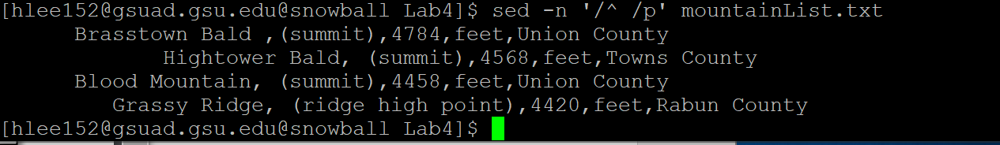 [hlee152@gsuad.gsu.edu@snowball Lab4]$ sed -n '/^ /p' mountainList.txt
      Brasstown Bald ,(summit),4784,feet,Union County
             Hightower Bald, (summit),4568,feet,Towns County
      Blood Mountain, (summit),4458,feet,Union County
         Grassy Ridge, (ridge high point),4420,feet,Rabun County
[hlee152@gsuad.gsu.edu@snowball Lab4]$